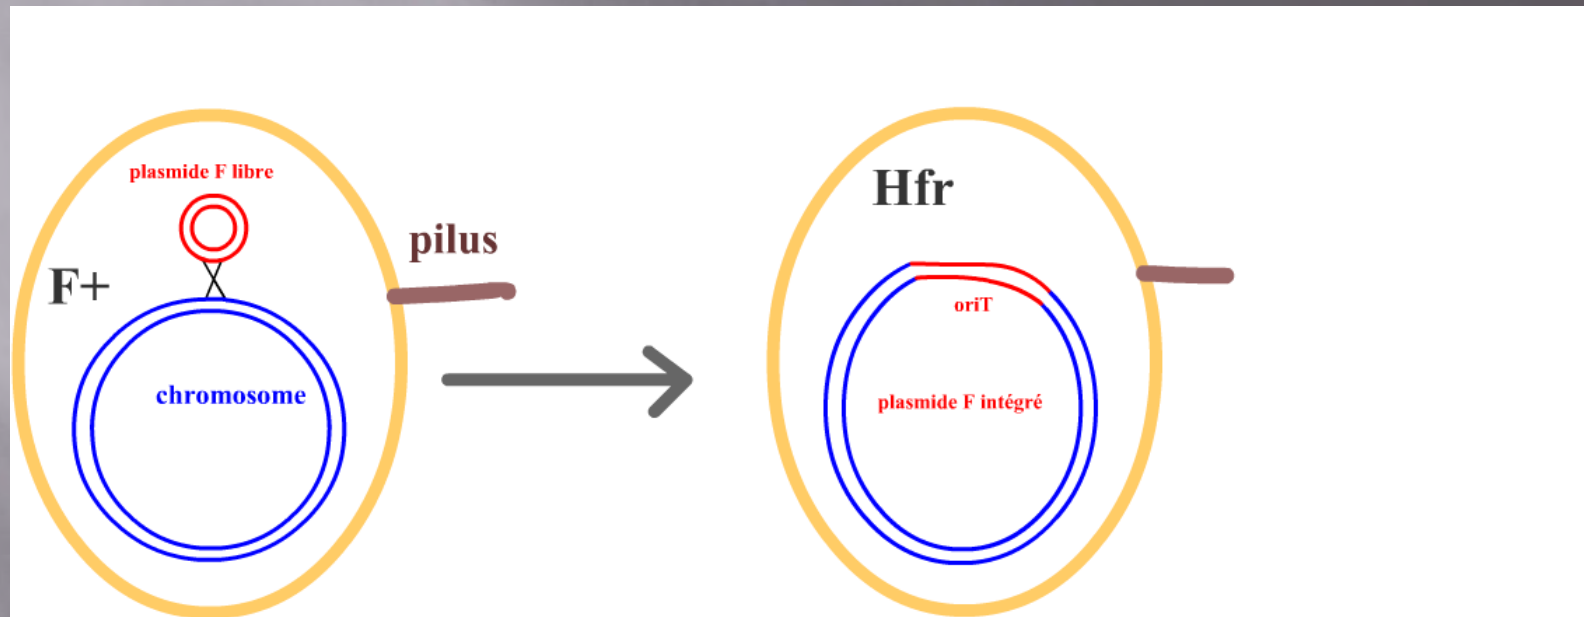 plasmide F libre
F+
pilus
chromosome
Hfr
oriT
plasmide F intégré